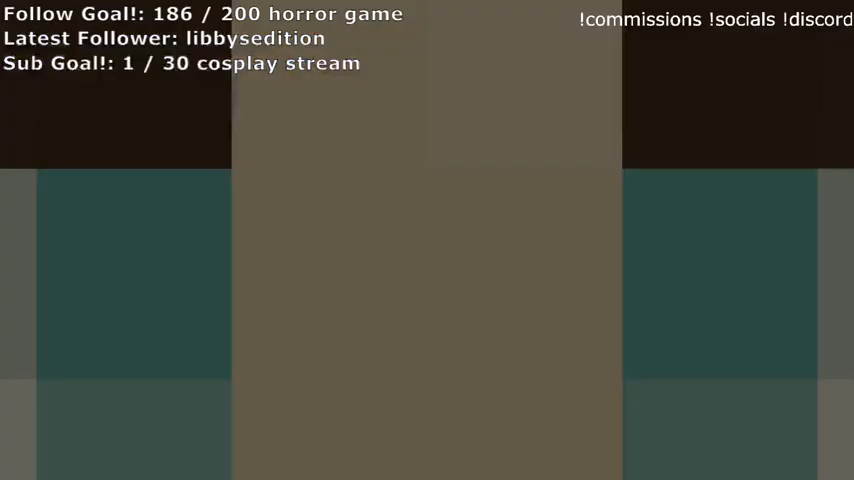 Follow Goal!: 186 / 200 horror game
!commissions !socials !discord
Latest Follower: libbysedition
Sub Goal!: 1 / 30 cosplay stream